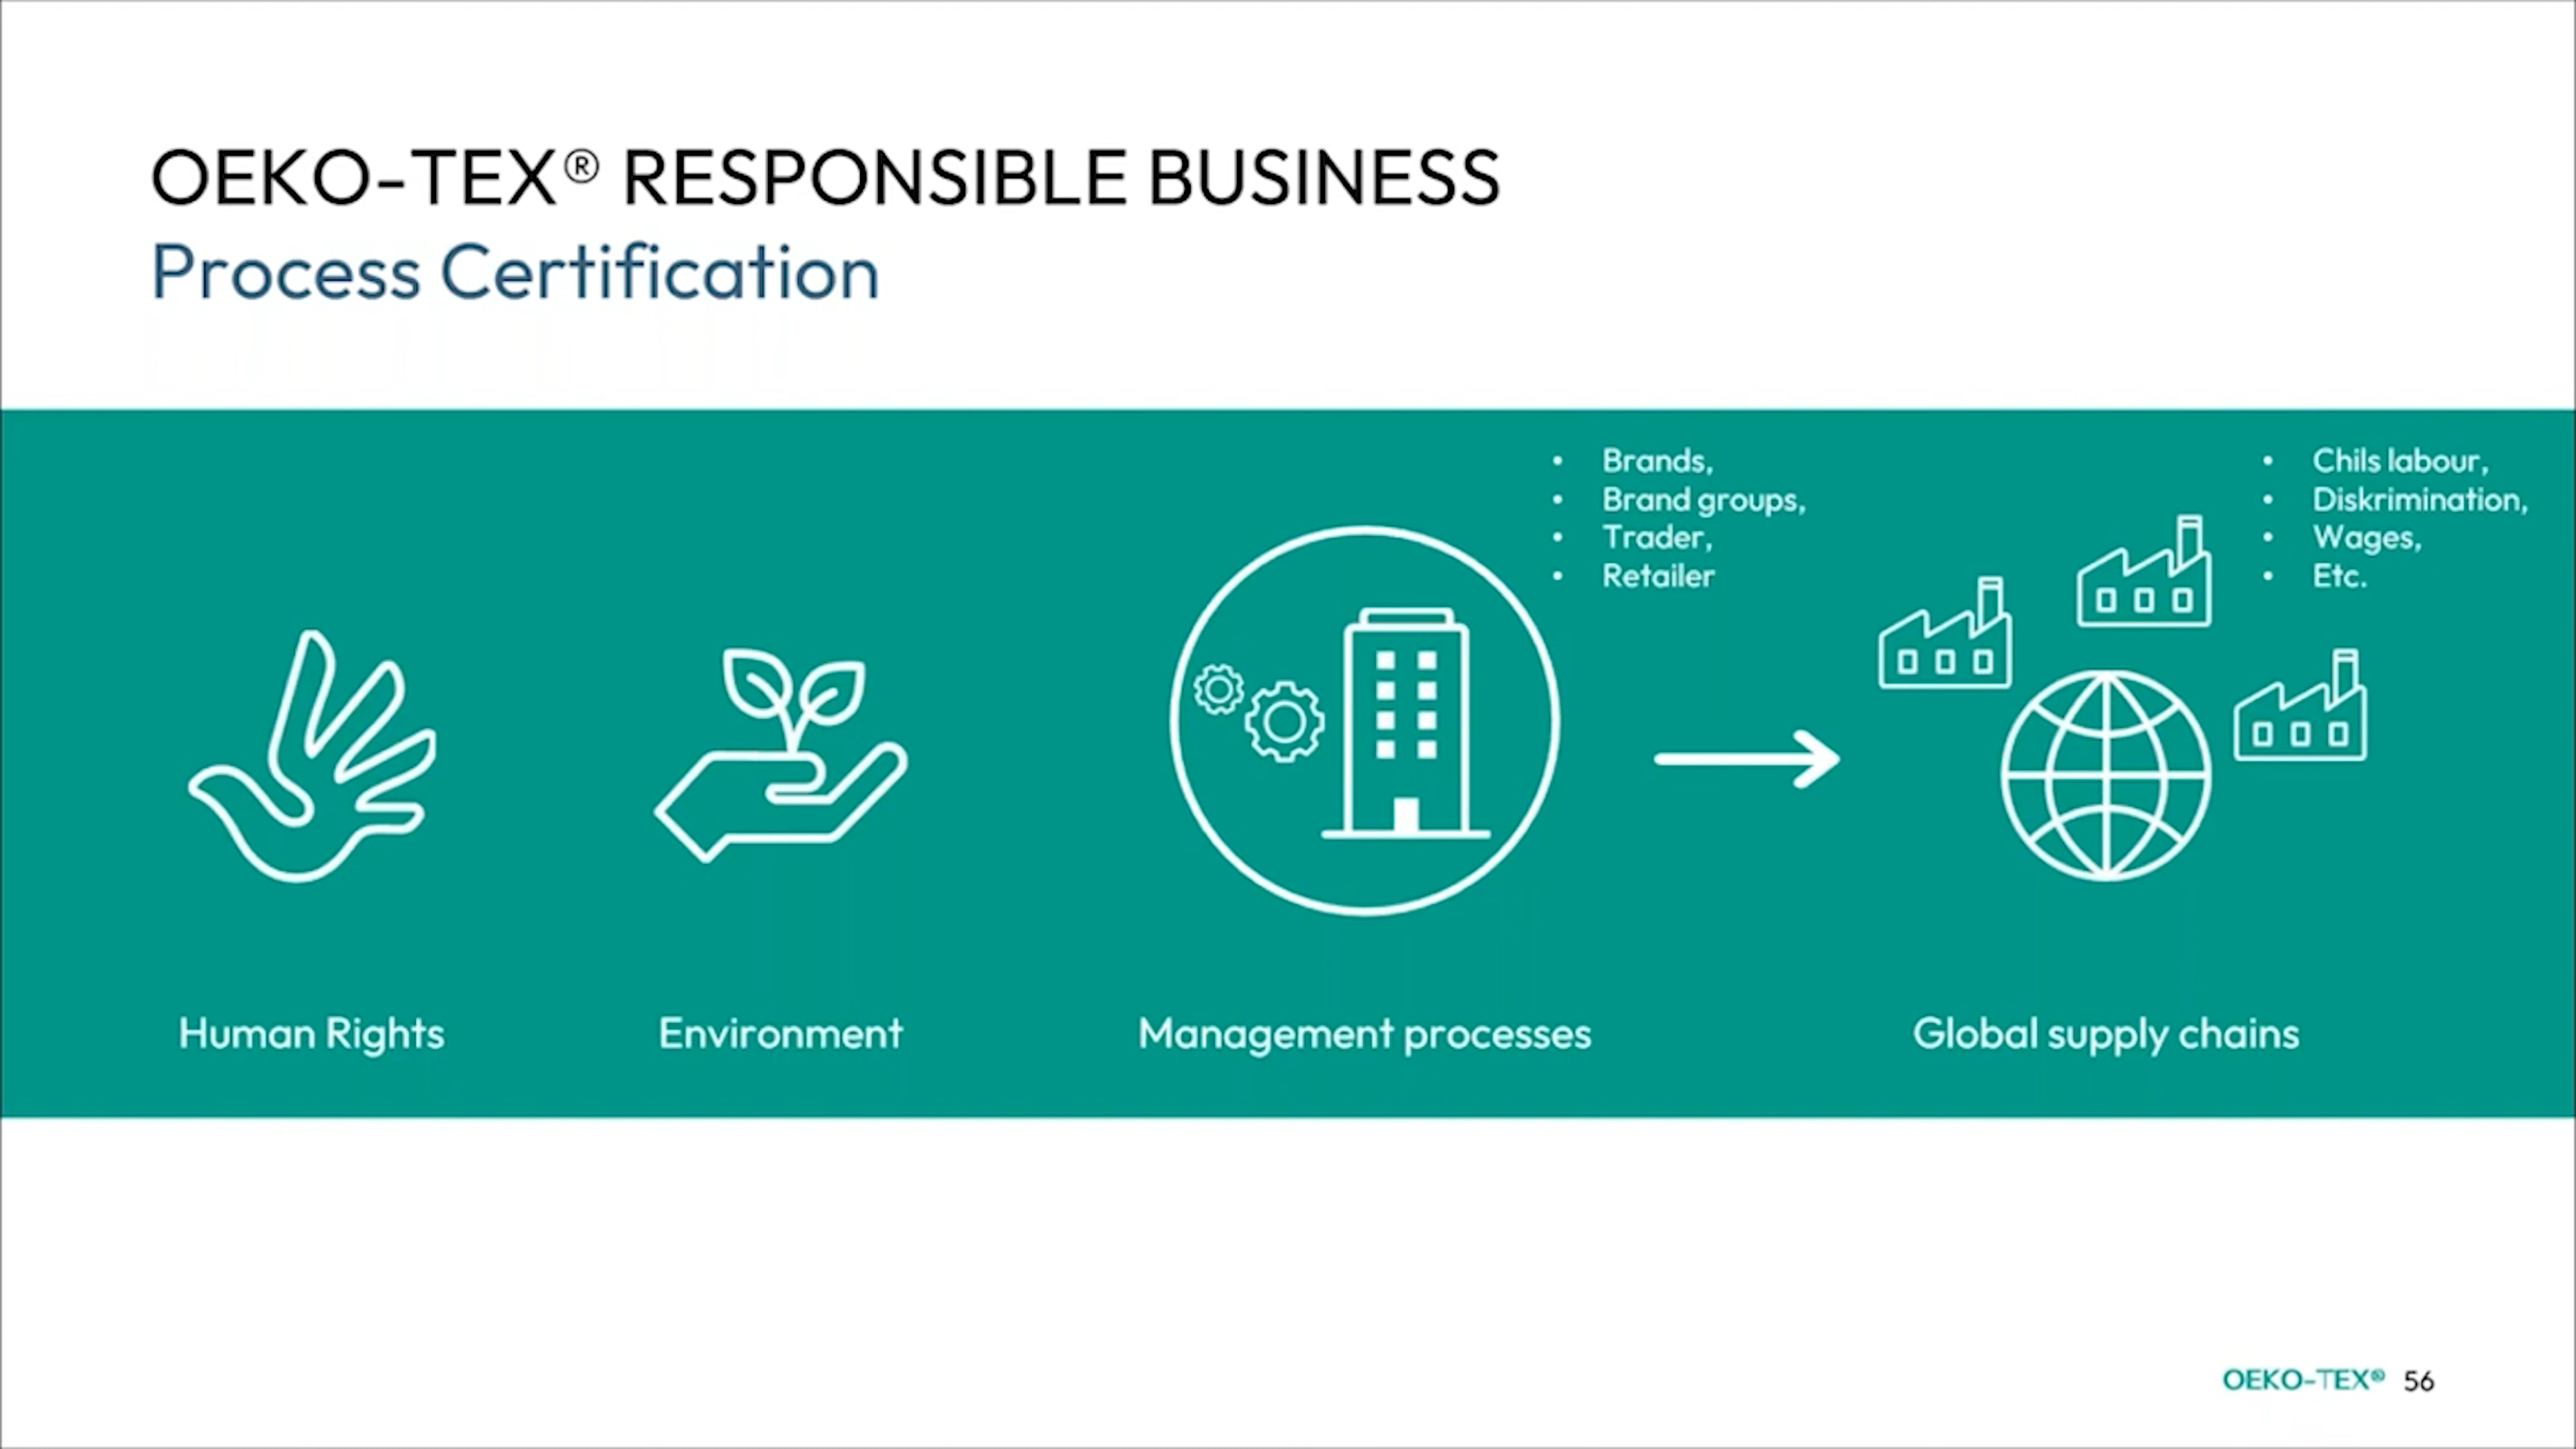 OEKO-TEX® RESPONSIBLE BUSINESS
Process Certification
• Brands,
• Brand groups,
• Trader,
• Retailer
• Chils labour,
• Diskrimination,
• Wages,
• Etc.
Human Rights
Environment
Management processes
Global supply chains
OEKO-TEX® 56